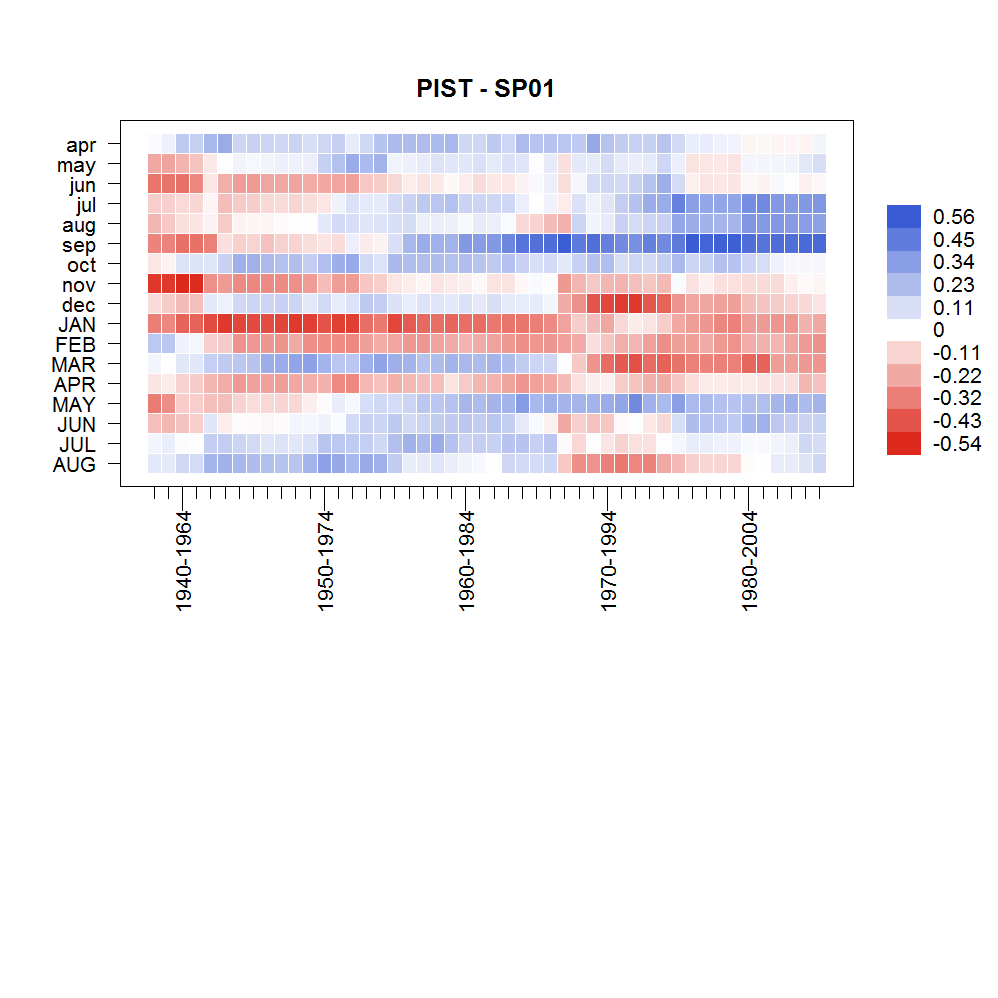 PIST - SP01
apr
may
jun
jul
aug
sep
oct
nov
dec
JAN
FEB
MAR
APR
MAY
JUN
JUL
AUG
1940-1964
1950-1974
1960-1984
1970-1994
1980-2004
0.56
0.45
0.34
0.23
0.11
0
-0.11
-0.22
-0.32
-0.43
-0.54